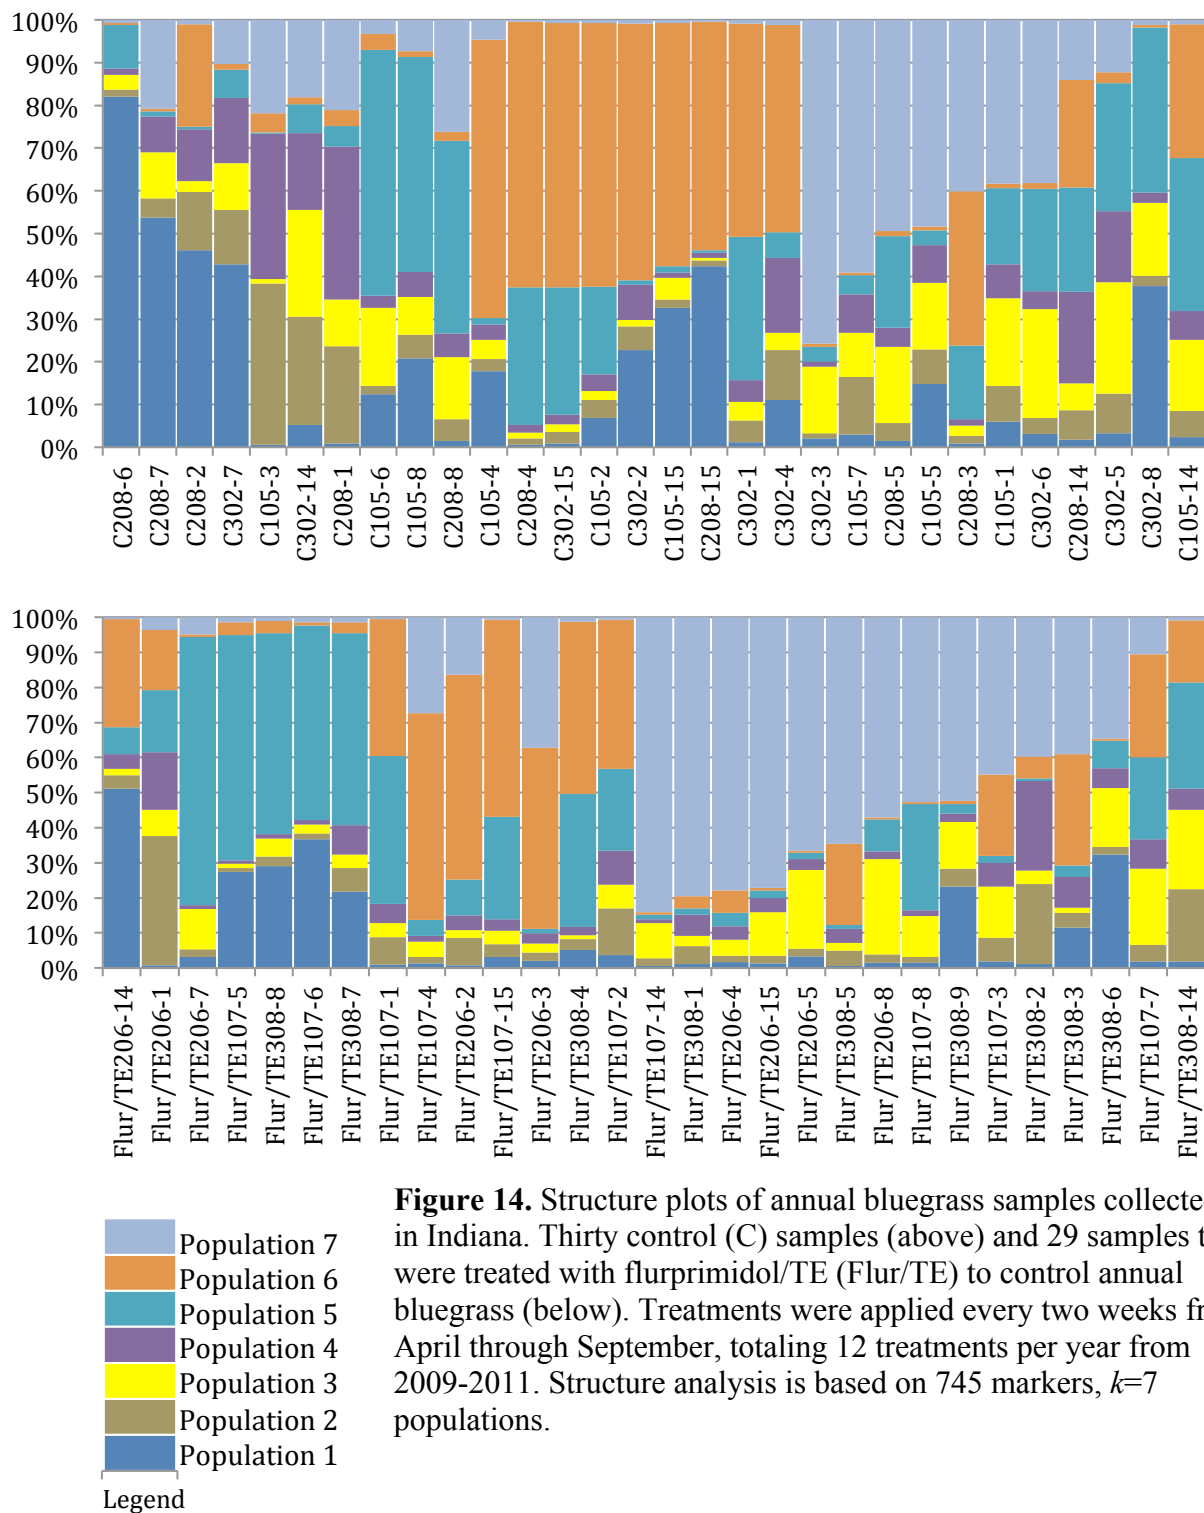 100%
90%
80%
70%
60%
50%
40%
30%
20%
10%
0%
C208-6
C208-7
C208-2
C302-7
C105-3
C302-14
C208-1
C105-6
C105-8
C208-8
C105-4
C208-4
C302-15
C105-2
C302-2
C105-15
C208-15
C302-1
C302-4
C302-3
C105-7
C208-5
C105-5
C208-3
C105-1
C302-6
C208-14
C302-5
C302-8
C105-14
100%
90%
80%
70%
60%
50%
40%
30%
20%
10%
0%
Flur/TE206-14
Flur/TE206-1
Flur/TE206-7
Flur/TE107-5
Flur/TE308-8
Flur/TE107-6
Flur/TE308-7
Flur/TE107-1
Flur/TE107-4
Flur/TE206-2
Flur/TE107-15
Flur/TE206-3
Flur/TE308-4
Flur/TE107-2
Flur/TE107-14
Flur/TE308-1
Flur/TE206-4
Flur/TE206-15
Flur/TE206-5
Flur/TE308-5
Flur/TE206-8
Flur/TE107-8
Flur/TE308-9
Flur/TE107-3
Flur/TE308-2
Flur/TE308-3
Flur/TE308-6
Flur/TE107-7
Flur/TE308-14
Population 7
Population 6
Population 5
Population 4
Population 3
Population 2
Population 1
Legend
Figure 14. Structure plots of annual bluegrass samples collecte
in Indiana. Thirty control (C) samples (above) and 29 samples t
were treated with flurprimidol/TE (Flur/TE) to control annual
bluegrass (below). Treatments were applied every two weeks fr
April through September, totaling 12 treatments per year from
2009-2011. Structure analysis is based on 745 markers, k=7
populations.